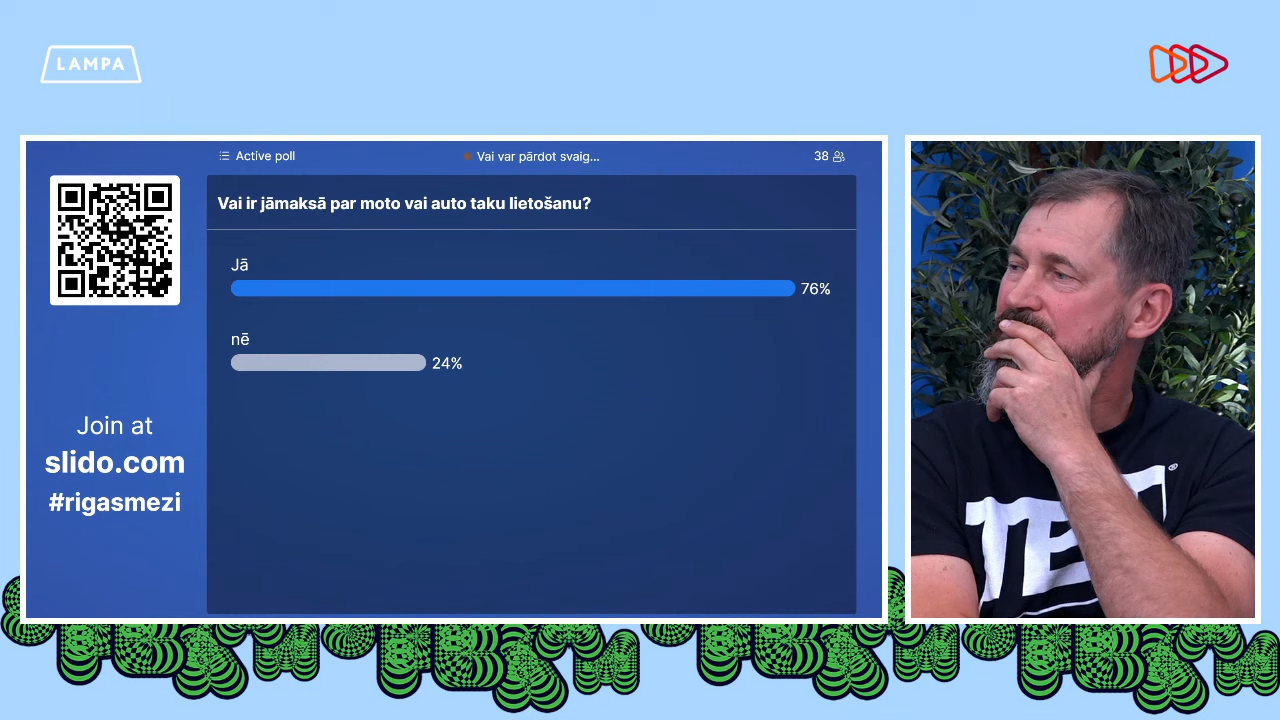 LAMPA
Active poll
Vai var pārdot svaig...
38
Vai ir jāmaksā par moto vai auto taku lietošanu?
Jā
76%
nē
24%
Join at
slido.com
#rigasmezi
®